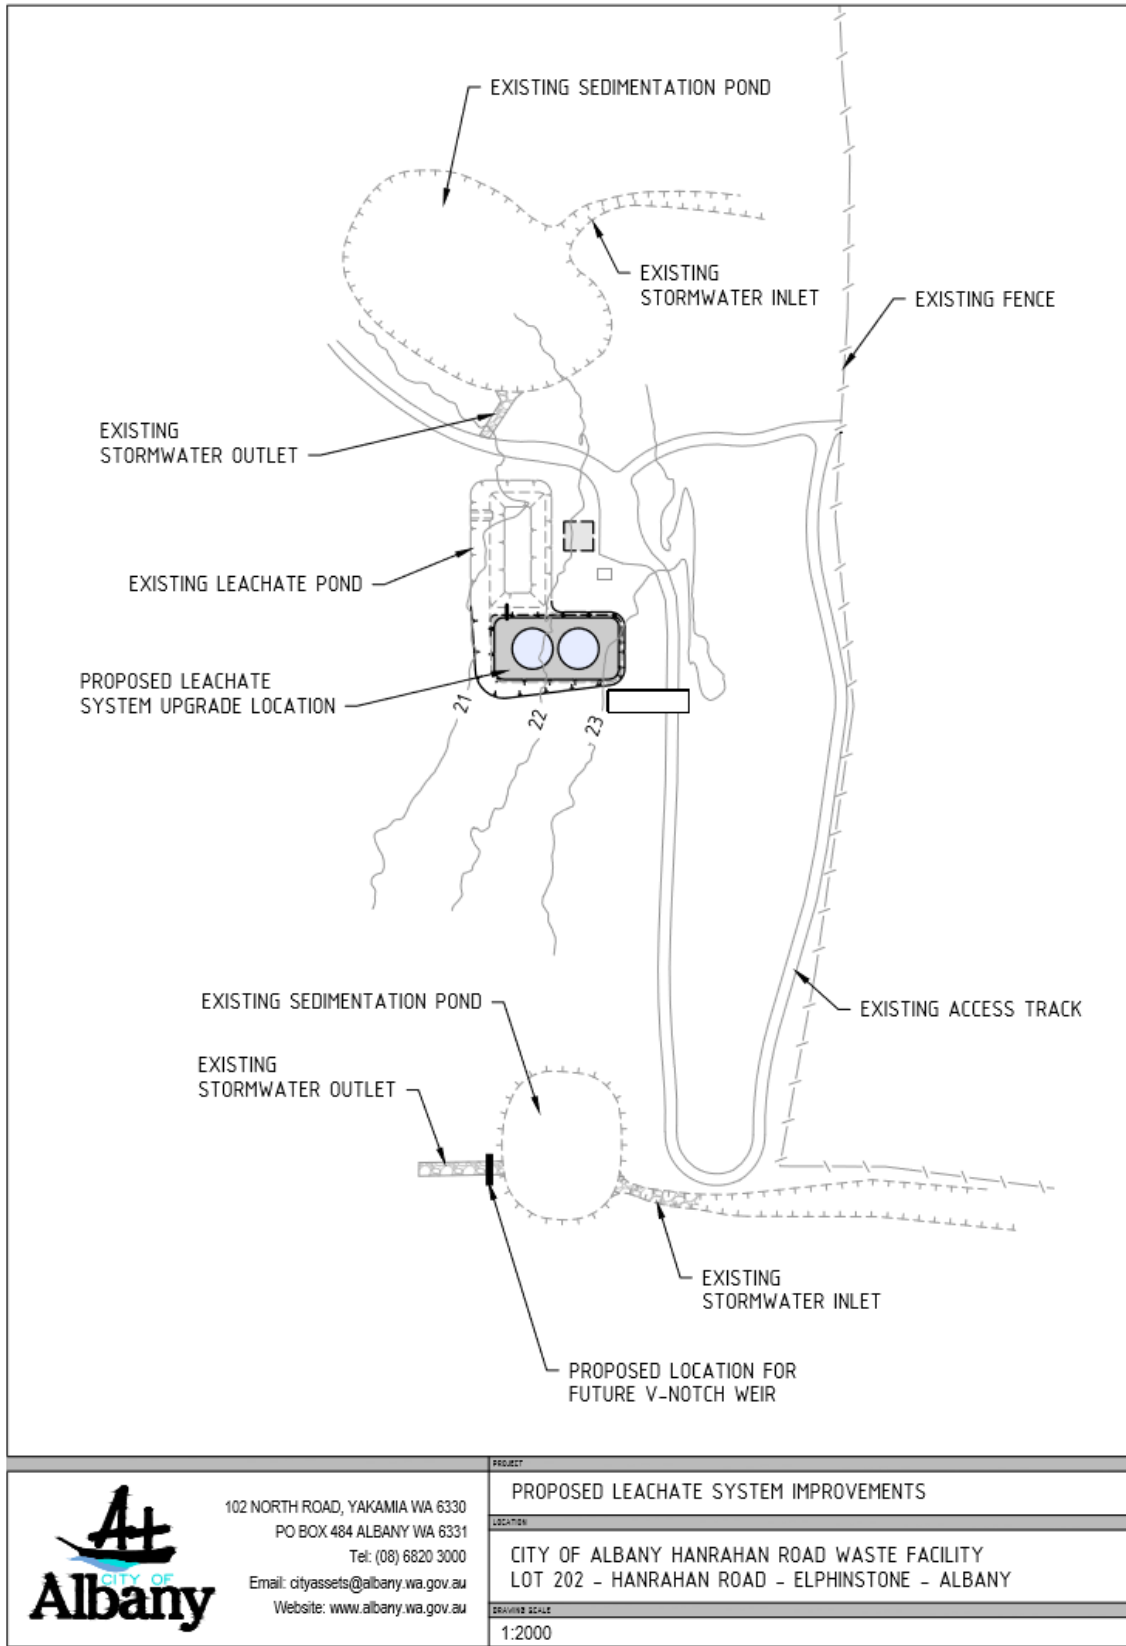 EXISTING SEDIMENTATION POND
EXISTING
STORMWATER INLET
EXISTING FENCE
EXISTING
STORMWATER OUTLET
EXISTING LEACHATE POND
PROPOSED LEACHATE
SYSTEM UPGRADE LOCATION
21
22
23
EXISTING SEDIMENTATION POND
EXISTING ACCESS TRACK
EXISTING
STORMWATER OUTLET
EXISTING
STORMWATER INLET
PROPOSED LOCATION FOR
FUTURE V-NOTCH WEIR
CITY OF
Albany
102 NORTH ROAD, YAKAMIA WA 6330
PO BOX 484 ALBANY WA 6331
Tel: (08) 6820 3000
Email: cityassets@albany.wa.gov.au
Website: www.albany.wa.gov.au
PROJECT
PROPOSED LEACHATE SYSTEM IMPROVEMENTS
LOCATION
CITY OF ALBANY HANRAHAN ROAD WASTE FACILITY
LOT 202 - HANRAHAN ROAD - ELPHINSTONE - ALBANY
DRAWING SCALE
1:2000